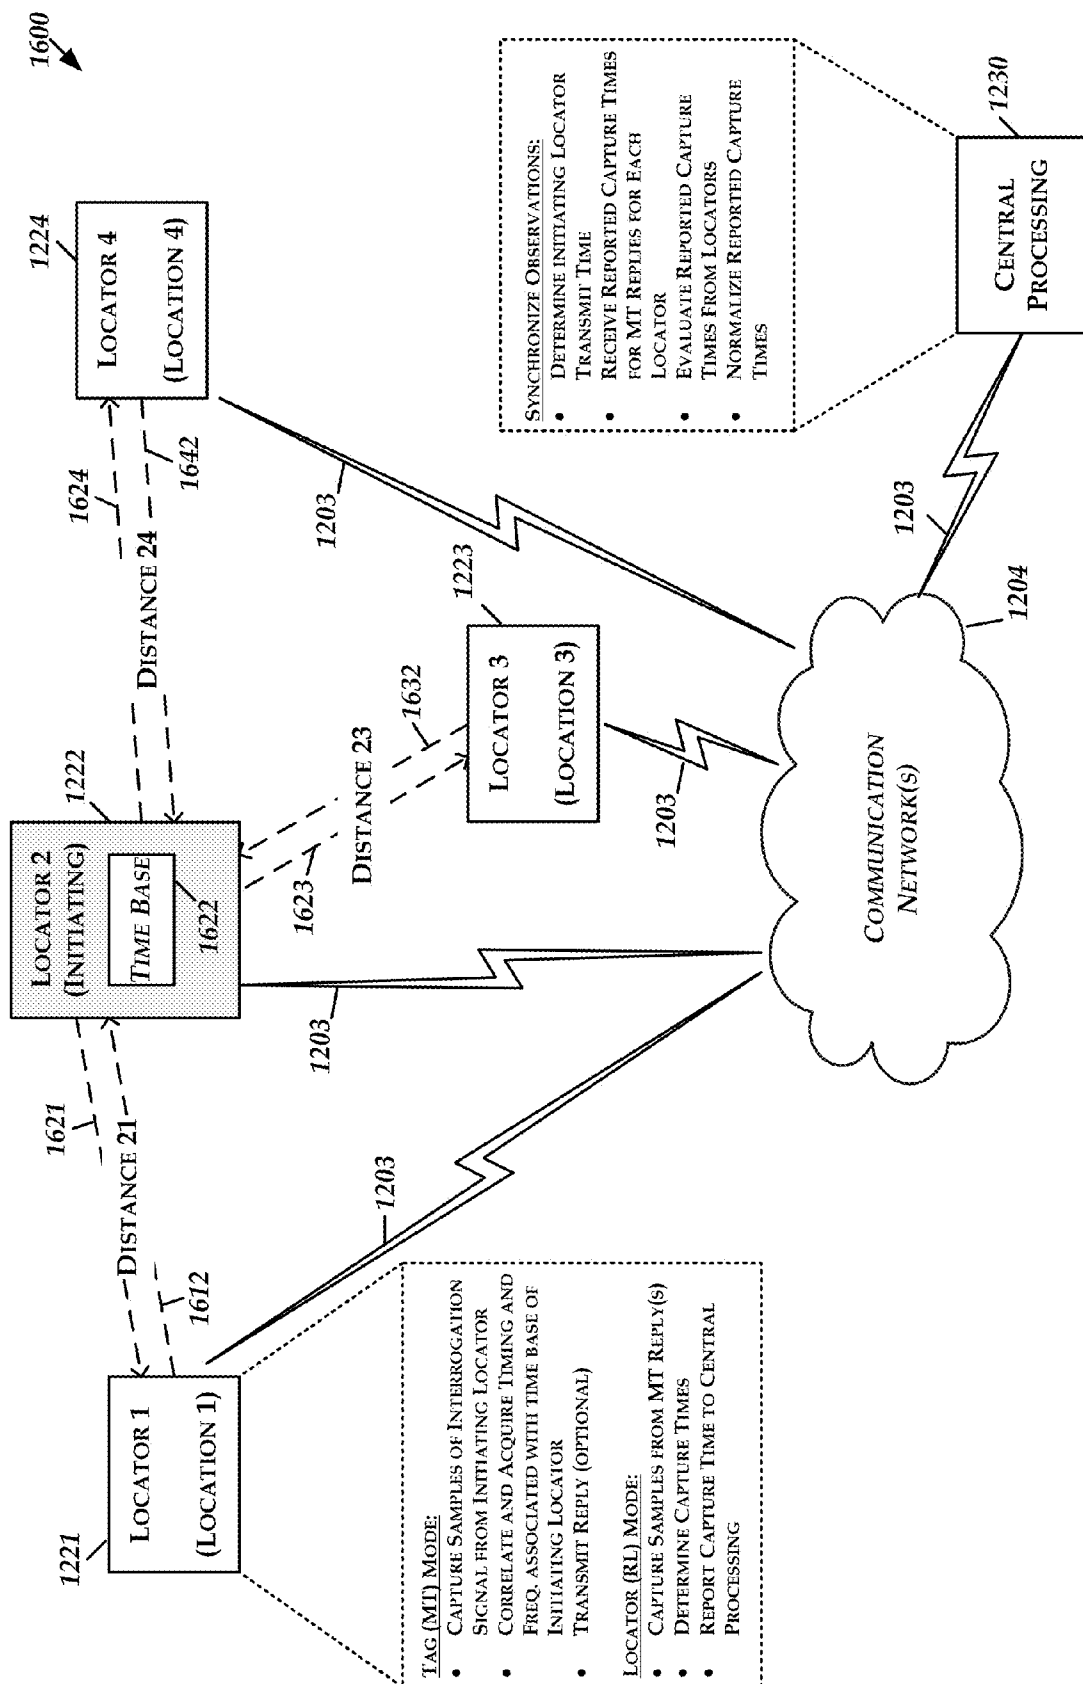 1600
1221
LOCATOR 1
(LOCATION 1)
1621
DISTANCE 21
1612
1222
LOCATOR 2
(INITIATING)
TIME BASE
1622
1624
DISTANCE 24
1642
1224
LOCATOR 4
(LOCATION 4)
1623
DISTANCE 23
1632
1223
LOCATOR 3
(LOCATION 3)
1203
1203
1203
1203
1203
TAG (MT) MODE:
• CAPTURE SAMPLES OF INTERROGATION
SIGNAL FROM INITIATING LOCATOR
• CORRELATE AND ACQUIRE TIMING AND
FREQ. ASSOCIATED WITH TIME BASE OF
INITIATING LOCATOR
• TRANSMIT REPLY (OPTIONAL)
LOCATOR (RL) MODE:
• CAPTURE SAMPLES FROM MT REPLY(S)
• DETERMINE CAPTURE TIMES
• REPORT CAPTURE TIME TO CENTRAL
PROCESSING
COMMUNICATION
NETWORK(S)
1204
SYNCHRONIZE OBSERVATIONS:
• DETERMINE INITIATING LOCATOR
TRANSMIT TIME
• RECEIVE REPORTED CAPTURE TIMES
FOR MT REPLIES FOR EACH
LOCATOR
• EVALUATE REPORTED CAPTURE
TIMES FROM LOCATORS
• NORMALIZE REPORTED CAPTURE
TIMES
1230
CENTRAL
PROCESSING